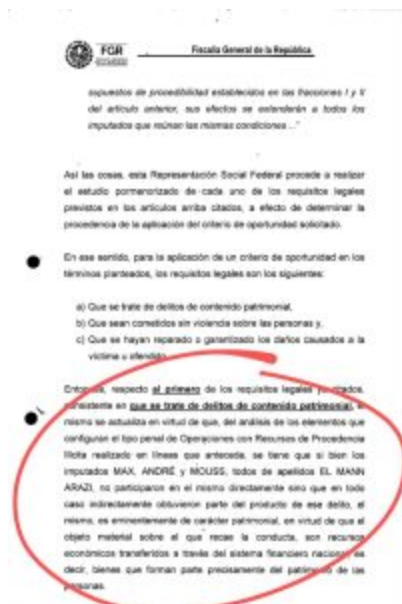 FGR
Fiscalía General de la República
supuestos de procedibilidad establecidos en las fracciones I y II
del artículo anterior, sus efectos se extenderán a todos los
imputados que reúnan las mismas condiciones ..."
Así las cosas, esta Representación Social Federal procede a realizar
el estudio pormenorizado de cada uno de los requisitos legales
previstos en los artículos arriba citados, a efecto de determinar la
procedencia de la aplicación del criterio de oportunidad solicitado.
En ese sentido, para la aplicación de un criterio de oportunidad en los
términos planteados, los requisitos legales son los siguientes:
a) Que se trate de delitos de contenido patrimonial,
b) Que sean cometidos sin violencia sobre las personas y,
c) Que se hayan reparado o garantizado los daños causados a la
víctima u ofendido
respecto al primero de los requisitos legales ya citados,
consistente en que se trate de delitos de contenido patrimonial, el
mismo se actualiza en virtud de que, del análisis de los elementos que
configuran el tipo penal de Operaciones con Recursos de Procedencia
Ilícita realizado en líneas que antecede, se tiene que si bien los
imputados MAX, ANDRÉ y MOUSS, todos de apellidos EL MANN
ARAZI, no participaron en el mismo directamente sino que en todo
caso indirectamente obtuvieron parte del producto de ese delito, el
mismo, es eminentemente de carácter patrimonial, en virtud de que el
objeto material sobre el que recae la conducta, son recursos
económicos transferidos a través del sistema financiero nacional, es
decir, bienes que forman parte precisamente del patrimonio de las
personas.